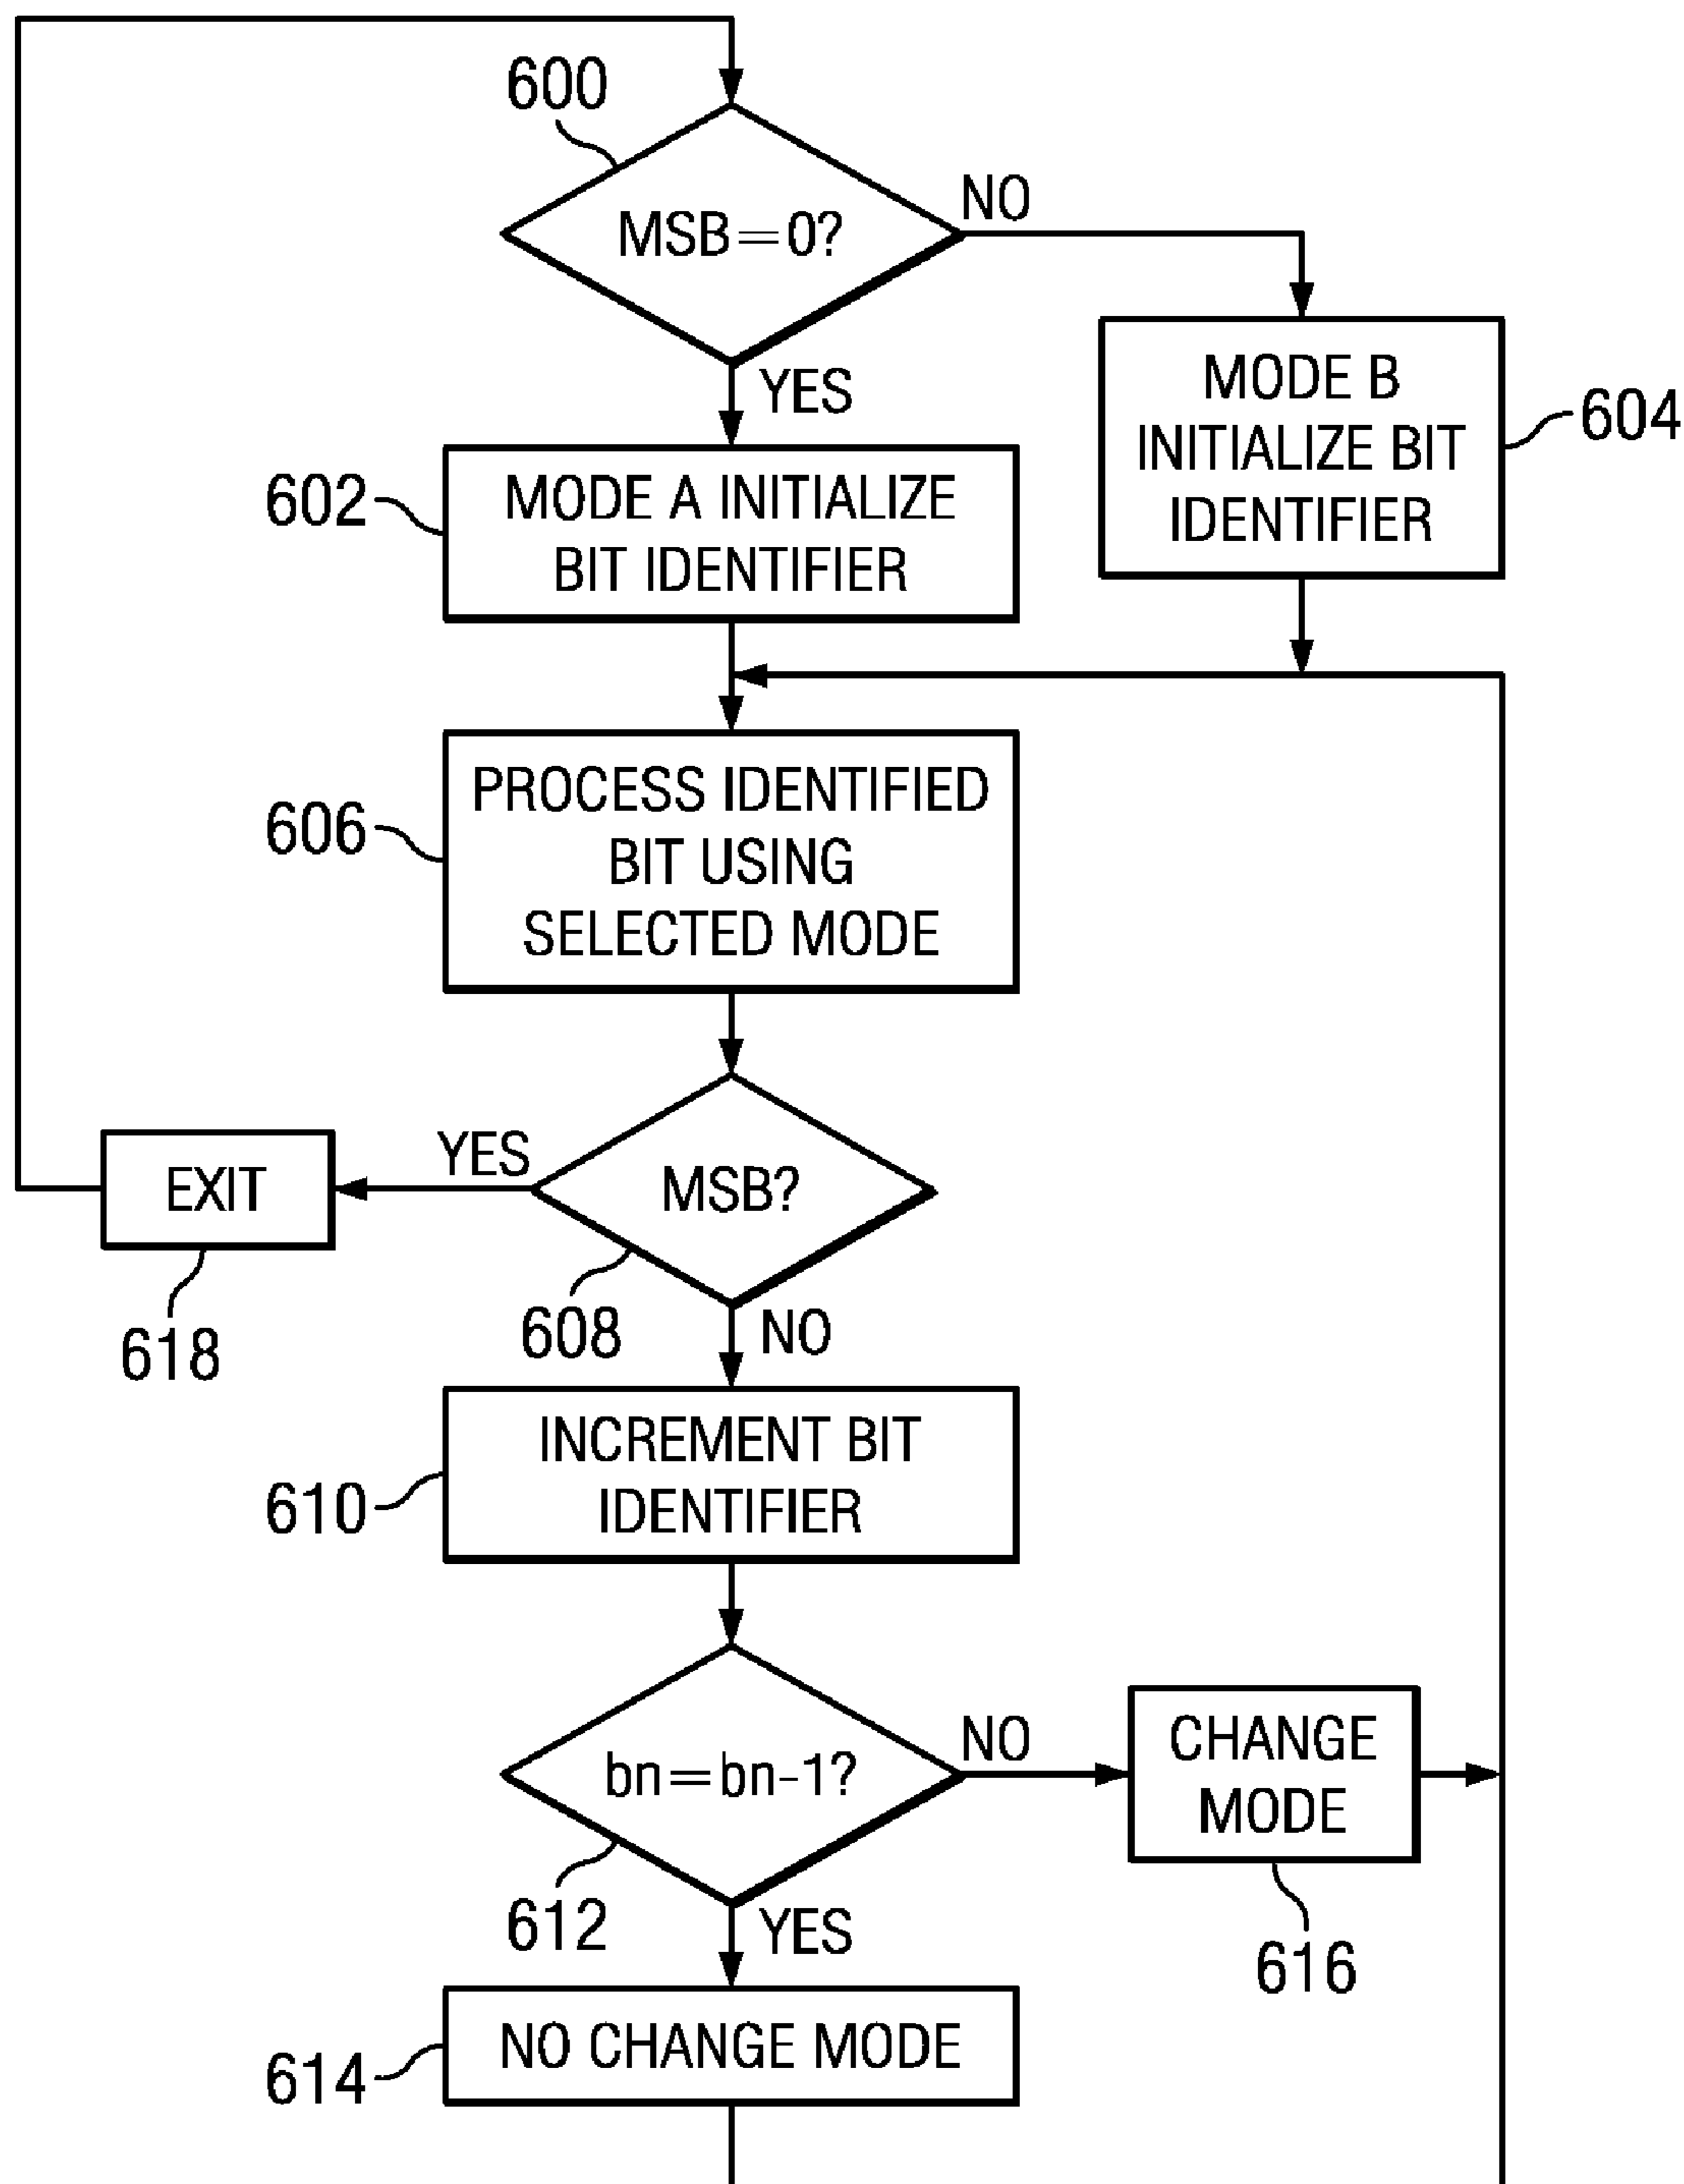 600
MSB=0?
NO
YES
MODE B
INITIALIZE BIT
IDENTIFIER
604
602
MODE A INITIALIZE
BIT IDENTIFIER
606
PROCESS IDENTIFIED
BIT USING
SELECTED MODE
EXIT
YES
MSB?
618
608
NO
610
INCREMENT BIT
IDENTIFIER
bn=bn-1?
NO
CHANGE
MODE
612
YES
616
614
NO CHANGE MODE